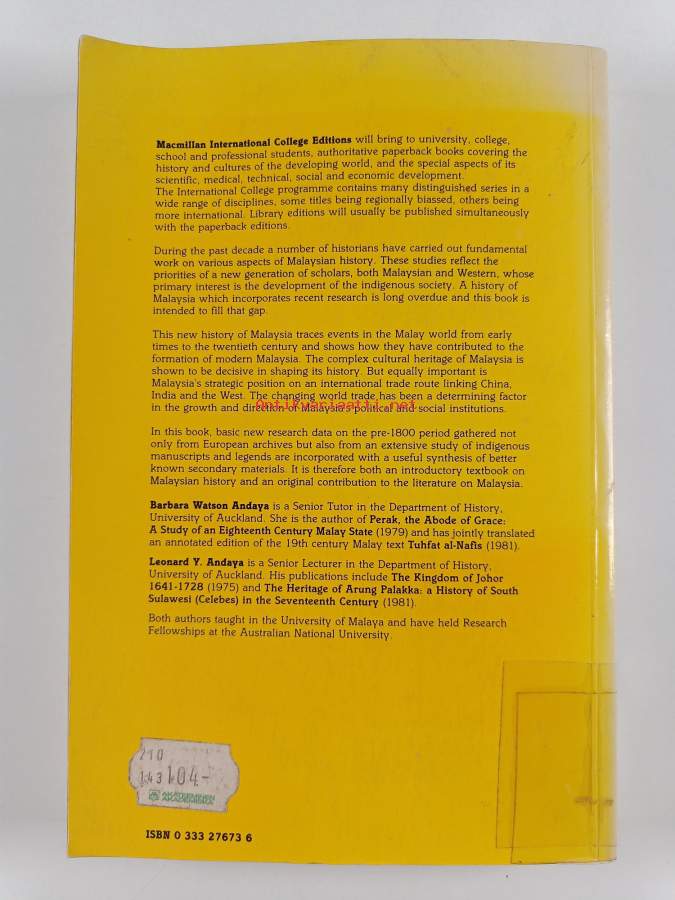 Macmillan International College Editions will bring to university, college,
school and professional students, authoritative paperback books covering the
history and cultures of the developing world, and the special aspects of its
scientific, medical, technical, social and economic development.
The International College programme contains many distinguished series in a
wide range of disciplines, some titles being regionally biassed, others being
more international. Library editions will usually be published simultaneously
with the paperback editions.
During the past decade a number of historians have carried out fundamental
work on various aspects of Malaysian history. These studies reflect the
priorities of a new generation of scholars, both Malaysian and Western, whose
primary interest is the development of the indigenous society. A history of
Malaysia which incorporates recent research is long overdue and this book is
intended to fill that gap.
This new history of Malaysia traces events in the Malay world from early
times to the twentieth century and shows how they have contributed to the
formation of modern Malaysia. The complex cultural heritage of Malaysia is
shown to be decisive in shaping its history. But equally important is
Malaysia's strategic position on an international trade route linking China,
India and the West. The changing world trade has been a determining factor
in the growth and direction of Malaysia's political and social institutions.
Antikvariaatti.net
In this book, basic new research data on the pre-1800 period gathered not
only from European archives but also from an extensive study of indigenous
manuscripts and legends are incorporated with a useful synthesis of better
known secondary materials. It is therefore both an introductory textbook on
Malaysian history and an original contribution to the literature on Malaysia.
Barbara Watson Andaya is a Senior Tutor in the Department of History,
University of Auckland. She is the author of Perak, the Abode of Grace:
A Study of an Eighteenth Century Malay State (1979) and has jointly translated
an annotated edition of the 19th century Malay text Tuhfat al-Nafis (1981).
Leonard Y. Andaya is a Senior Lecturer in the Department of History,
University of Auckland. His publications include The Kingdom of Johor
1641-1728 (1975) and The Heritage of Arung Palakka: a History of South
Sulawesi (Celebes) in the Seventeenth Century (1981).
Both authors taught in the University of Malaya and have held Research
Fellowships at the Australian National University.
210
143 104.-
AKATEEMINEN
AKADEMISKA
ISBN 0 333 27673 6